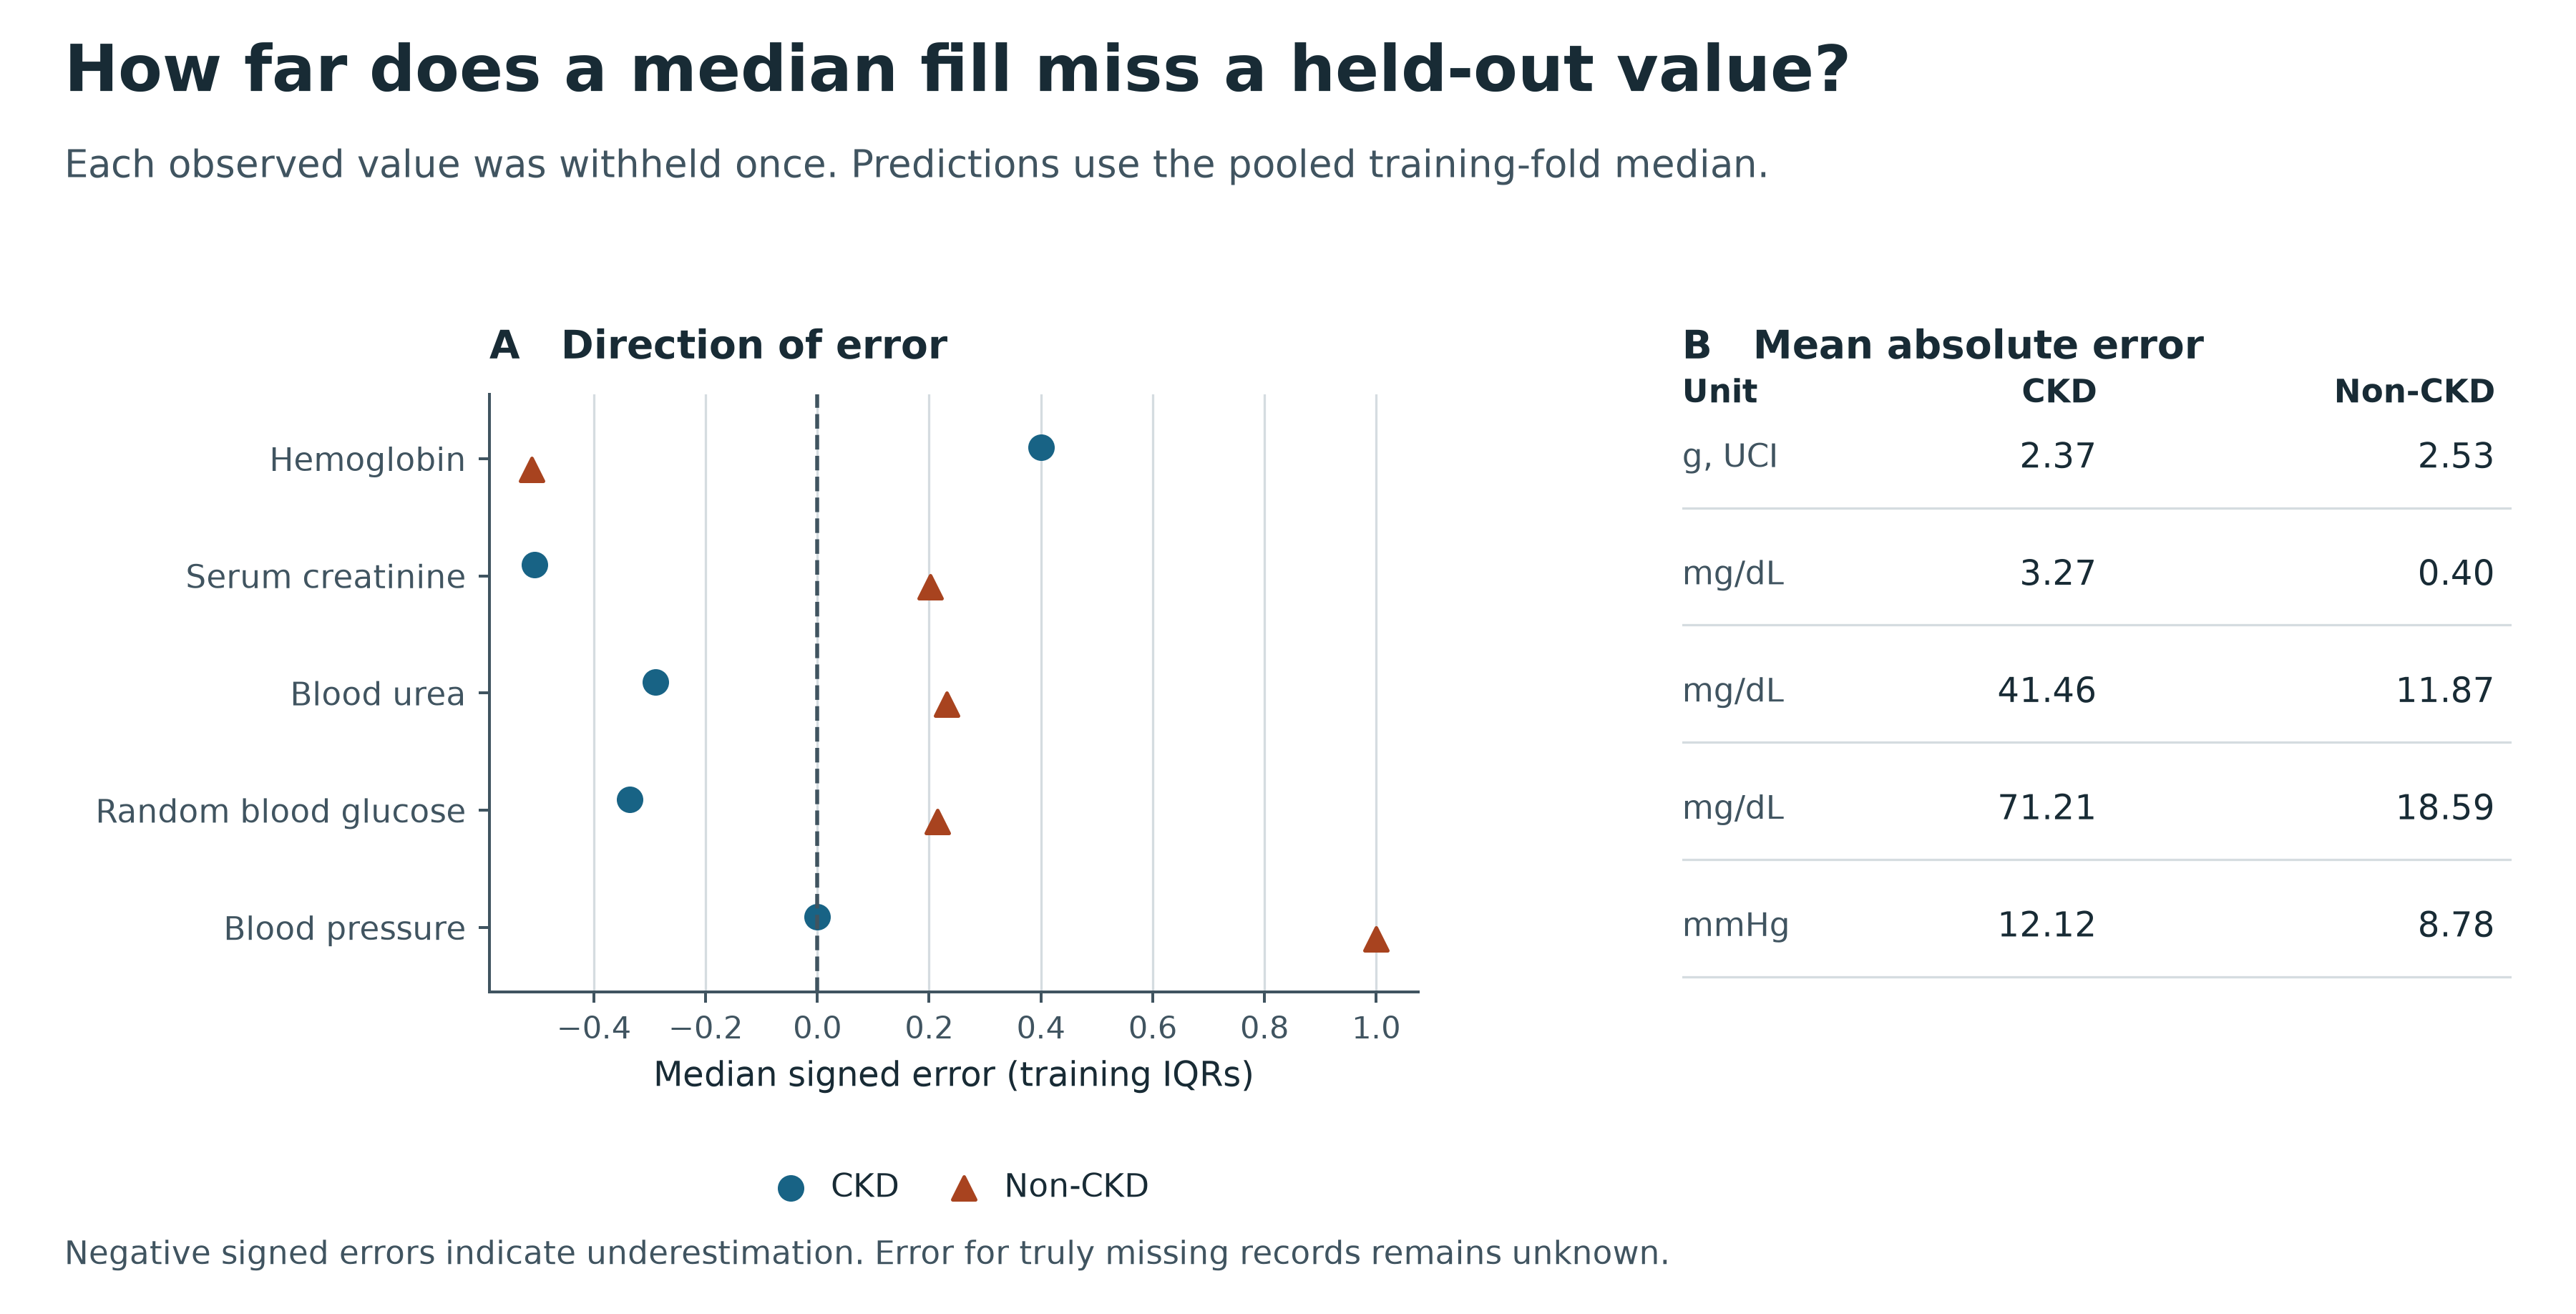 How far does a median fill miss a held-out value?
Each observed value was withheld once. Predictions use the pooled training-fold median.
A Direction of error
Hemoglobin
Serum creatinine
Blood urea
Random blood glucose
Blood pressure
−0.4 −0.2 0.0 0.2 0.4 0.6 0.8 1.0
Median signed error (training IQRs)
CKD Non-CKD
B Mean absolute error
Unit CKD Non-CKD
g, UCI 2.37 2.53
mg/dL 3.27 0.40
mg/dL 41.46 11.87
mg/dL 71.21 18.59
mmHg 12.12 8.78
Negative signed errors indicate underestimation. Error for truly missing records remains unknown.